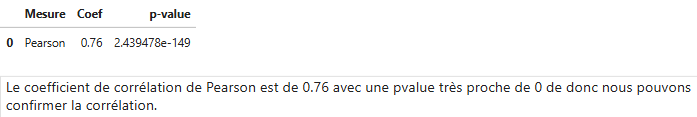 Mesure Coef p-value
0 Pearson 0.76 2.439478e-149
Le coefficient de corrélation de Pearson est de 0.76 avec une pvalue très proche de 0 de donc nous pouvons
confirmer la corrélation.